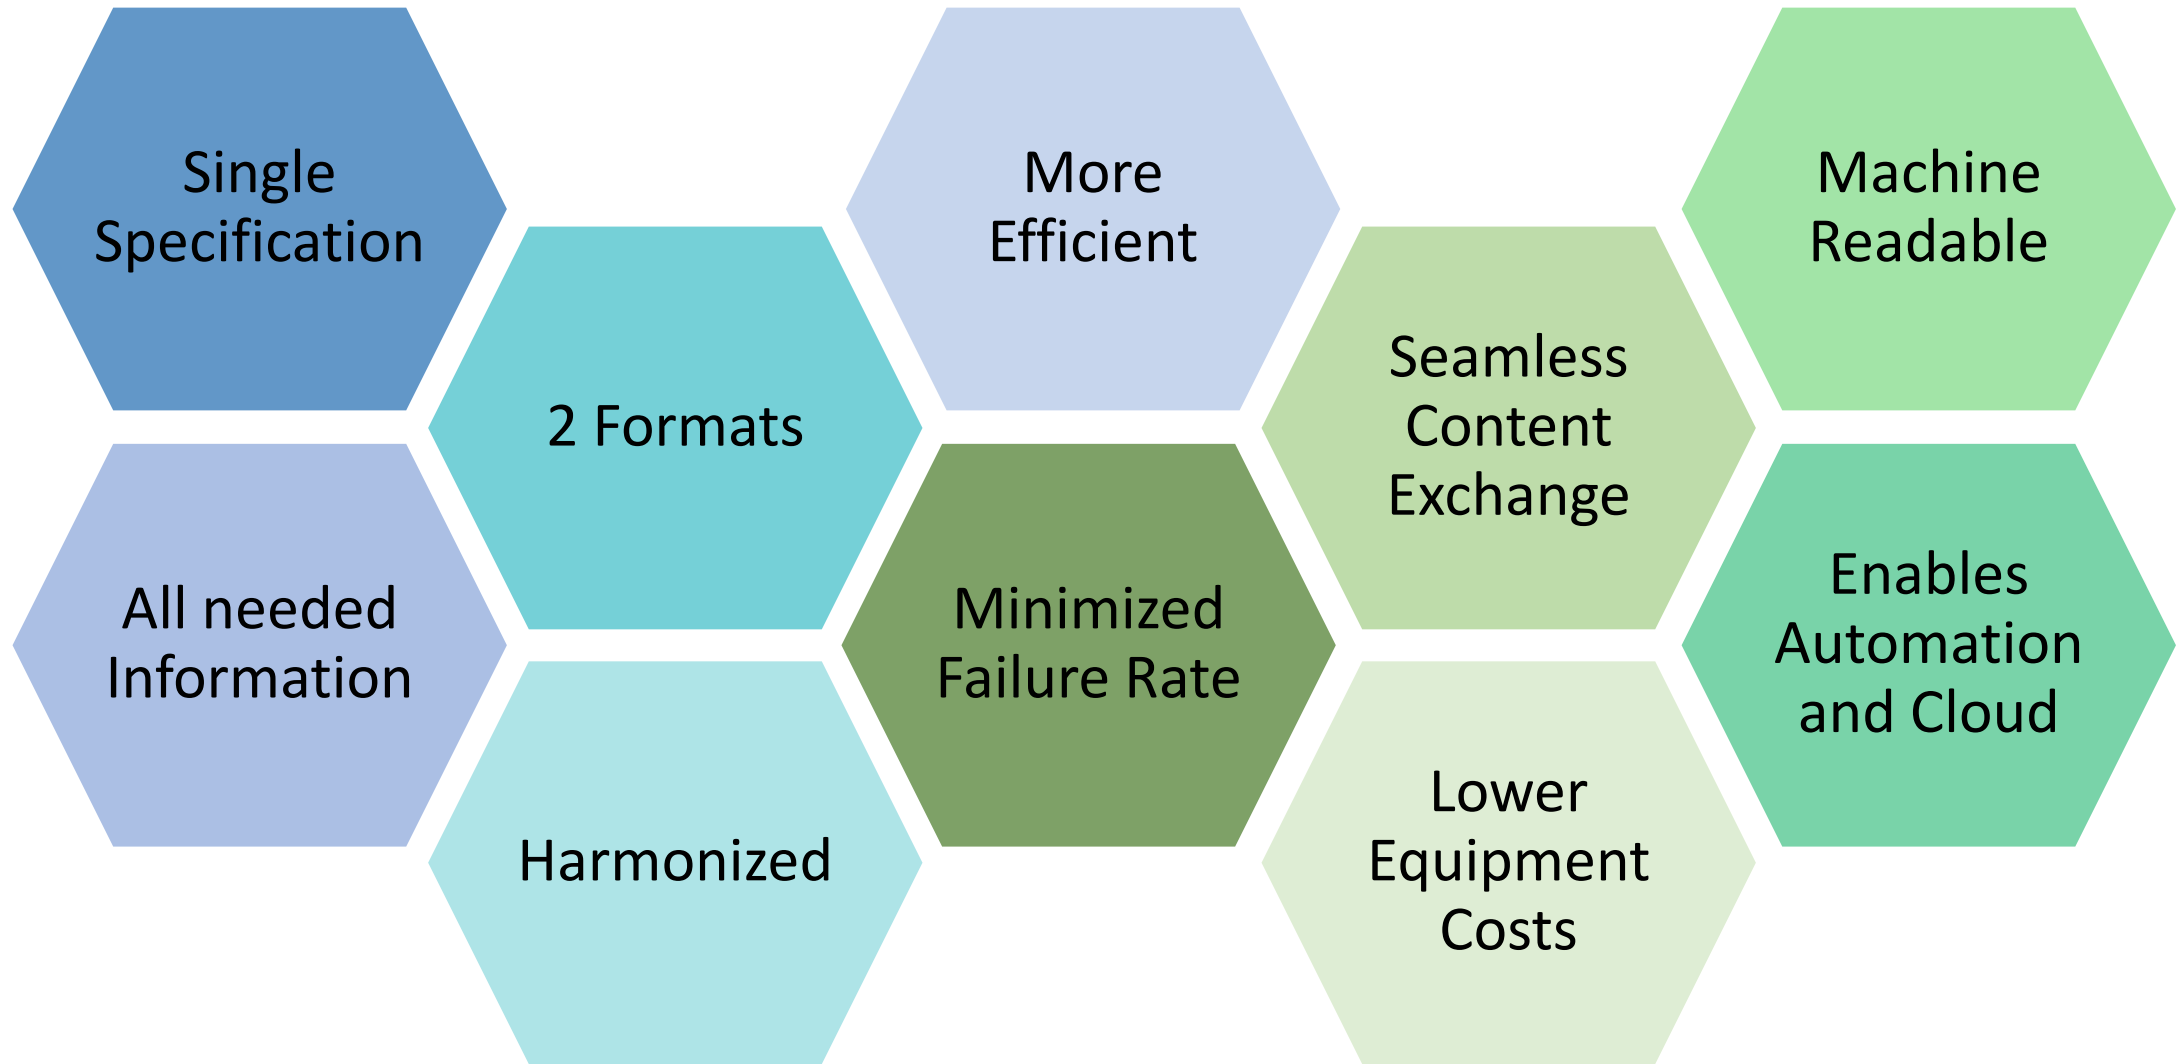 Single
Specification
All needed
Information
2 Formats
Harmonized
More
Efficient
Minimized
Failure Rate
Seamless
Content
Exchange
Lower
Equipment
Costs
Machine
Readable
Enables
Automation
and Cloud